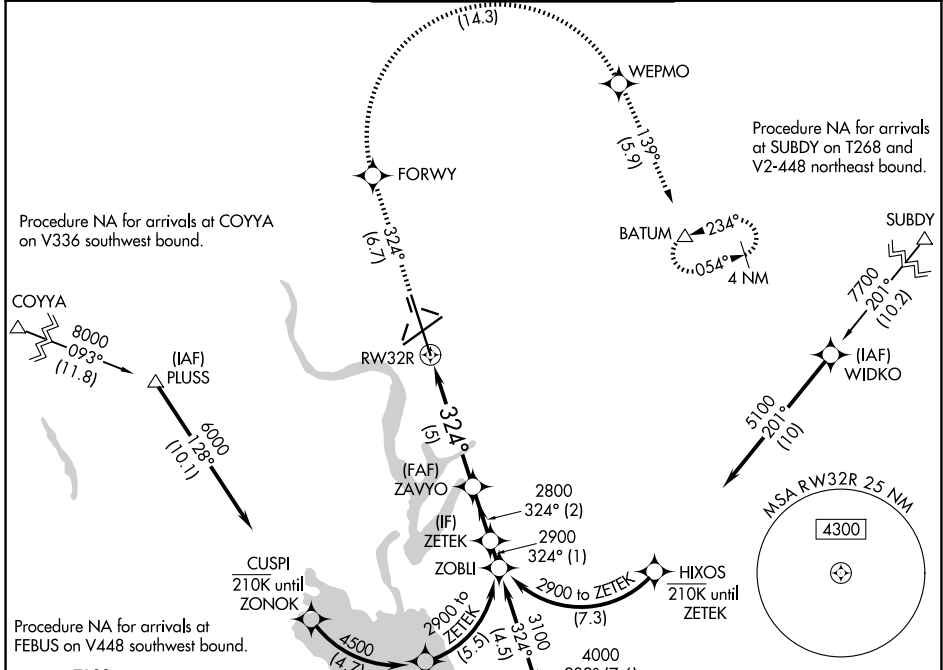 (14.3)
WEPMO
139°
(5.9)
Procedure NA for arrivals
at SUBDY on T268 and
V2-448 northeast bound.
FORWY
Procedure NA for arrivals at COYYA
on V336 southwest bound.
324°
(6.7)
BATUM
234°
054°
4 NM
SUBDY
7700
201°
(10.2)
COYYA
8000
093°
(11.8)
(IAF)
PLUSS
RW32R
(IAF)
WIDKO
6000
128°
(10.1)
324°
(5)
5100
201°
(10)
(FAF)
ZAVYO
2800
324° (2)
MSA RW32R 25 NM
4300
(IF)
ZETEK
2900
324° (1)
ZOBLI
CUSPI
210K until
ZONOK
2900 to ZETEK
(7.3)
HIXOS
210K until
ZETEK
4500
(4.7)
2900 to
ZETEK
(5.5)
3100
324°
(4.5)
4000
Procedure NA for arrivals at
FEBUS on V448 southwest bound.